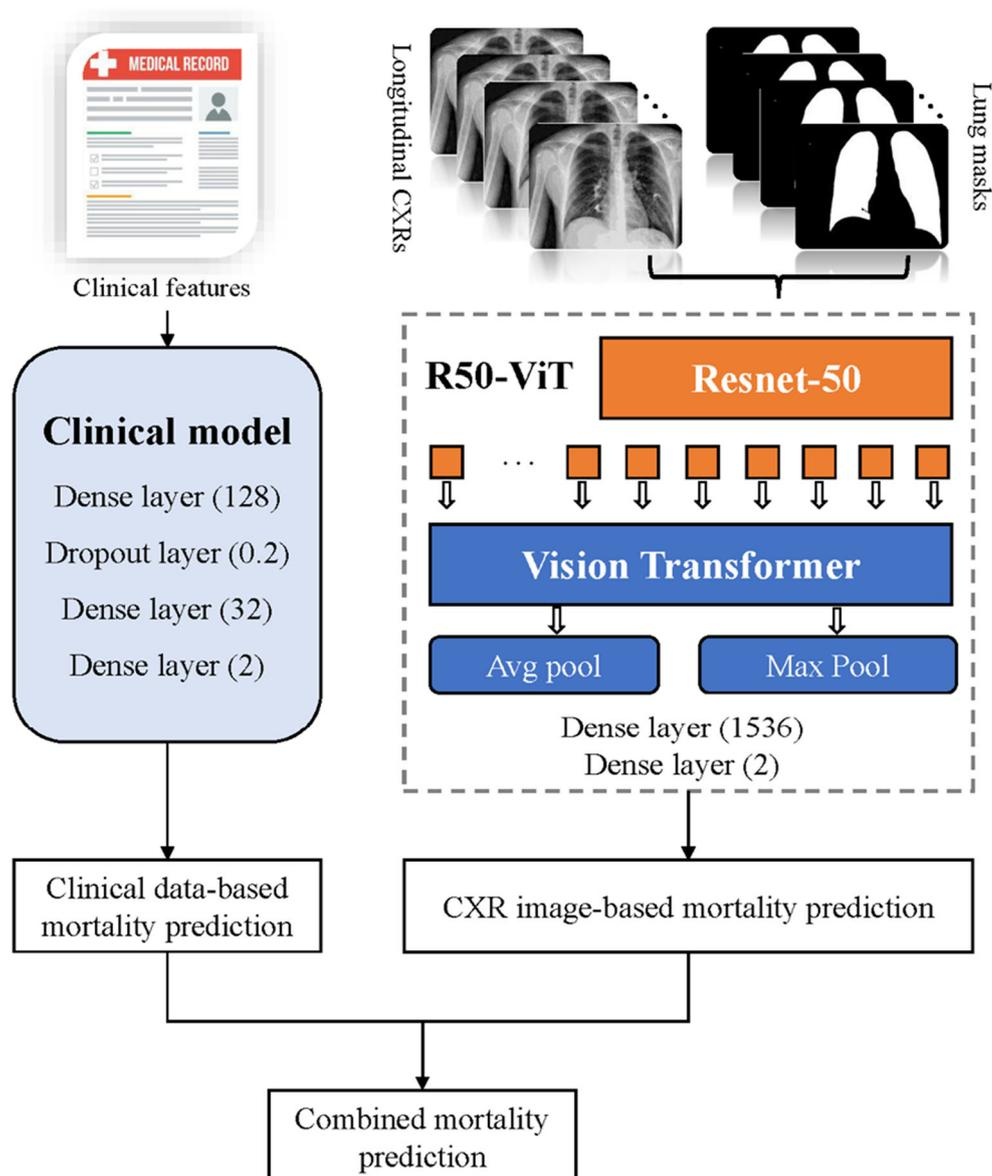 MEDICAL RECORD
Clinical features
Longitudinal CXRs
Lung masks
Clinical model
Dense layer (128)
Dropout layer (0.2)
Dense layer (32)
Dense layer (2)
R50-ViT
Resnet-50
...
Vision Transformer
Avg pool
Max Pool
Dense layer (1536)
Dense layer (2)
Clinical data-based
mortality prediction
CXR image-based mortality prediction
Combined mortality
prediction